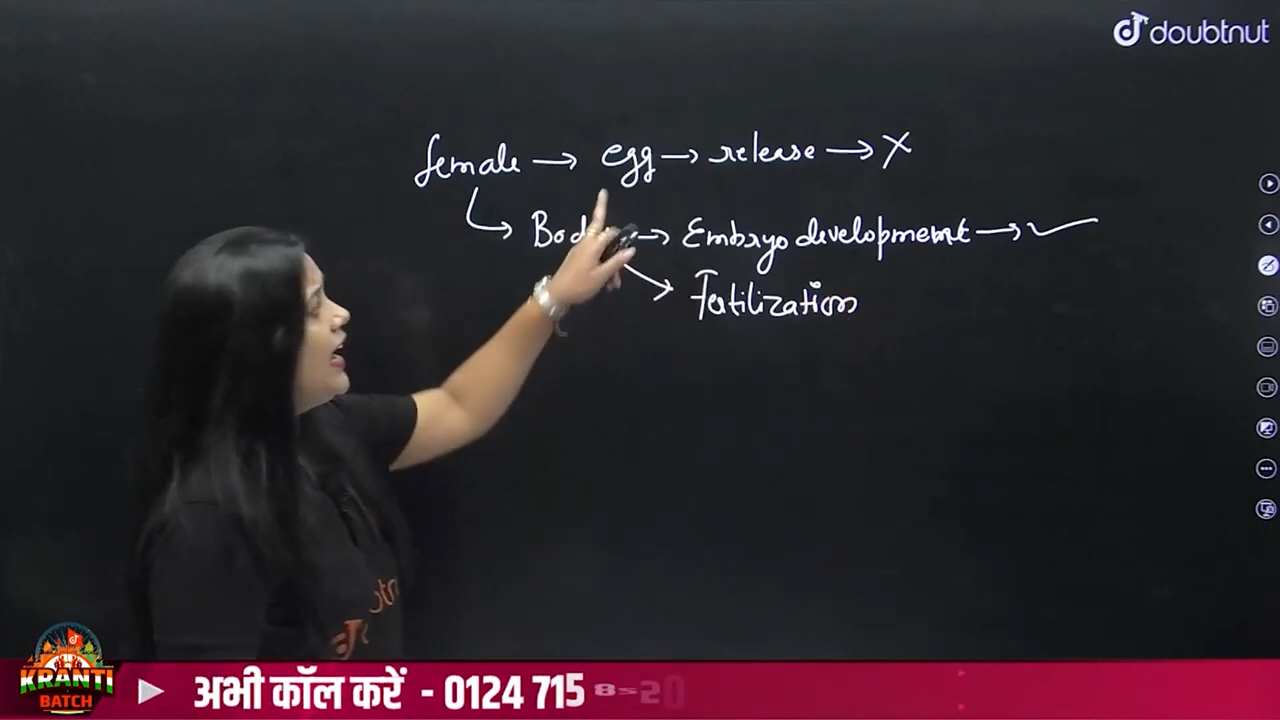 doubtnut
female → egg → release → X
Embryo development → ✓
Fertilization
KRANTI
BATCH
अभी कॉल करें - 0124 715